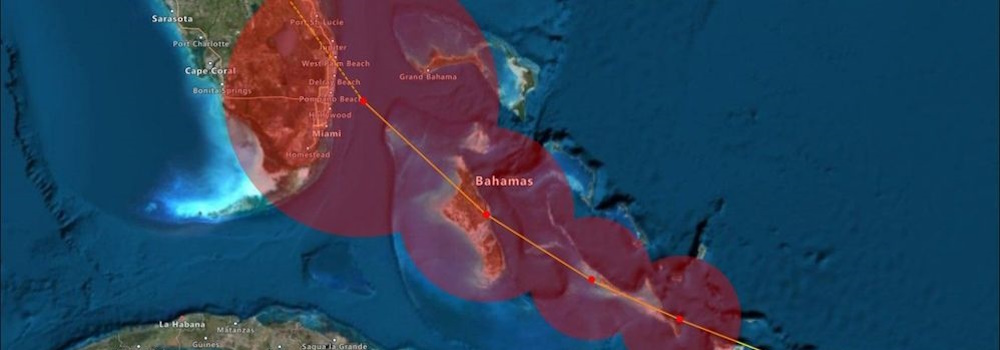 Sarasota
Port St. Lucie
Port Charlotte
Jupiter
West Palm Beach
Cape Coral
Grand Bahama
Delray Beach
Bonita Springs
Pompano Beach
Hollywood
Miami
Homestead
Bahamas
La Habana
Matanzas
Güines
Sagua la Grande